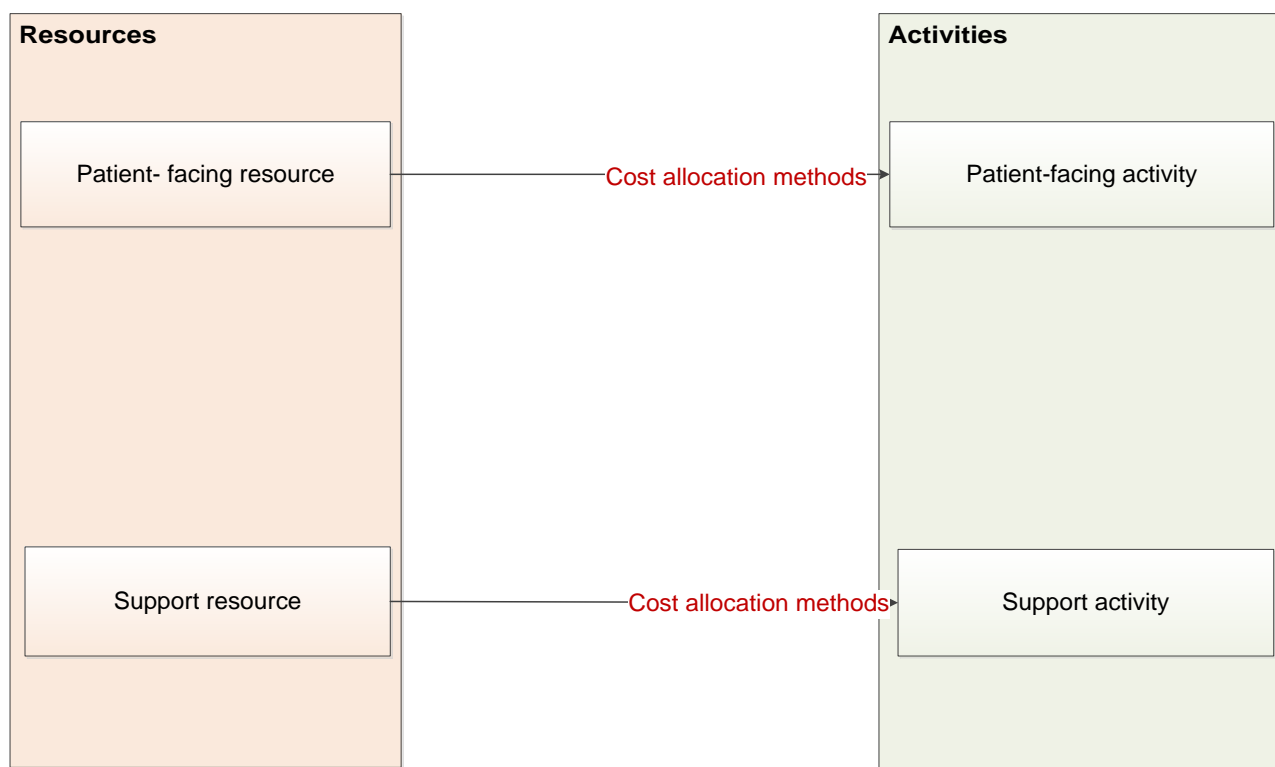 Resources
Activities
Patient- facing resource
Cost allocation methods
Patient-facing activity
Support resource
Cost allocation methods
Support activity